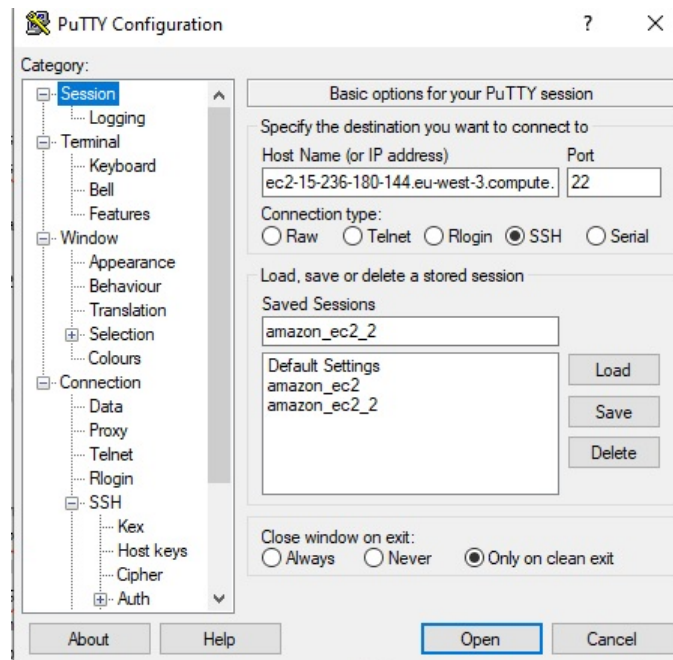 PuTTY Configuration
? ×
Category:
Session
Logging
Terminal
Keyboard
Bell
Features
Window
Appearance
Behaviour
Translation
Selection
Colours
Connection
Data
Proxy
Telnet
Rlogin
SSH
Kex
Host keys
Cipher
Auth
Basic options for your PuTTY session
Specify the destination you want to connect to
Host Name (or IP address) Port
ec2-15-236-180-144.eu-west-3.compute. 22
Connection type:
Raw Telnet Rlogin SSH Serial
Load, save or delete a stored session
Saved Sessions
amazon_ec2_2
Default Settings
amazon_ec2
amazon_ec2_2
Load
Save
Delete
Close window on exit:
Always Never Only on clean exit
About Help Open Cancel